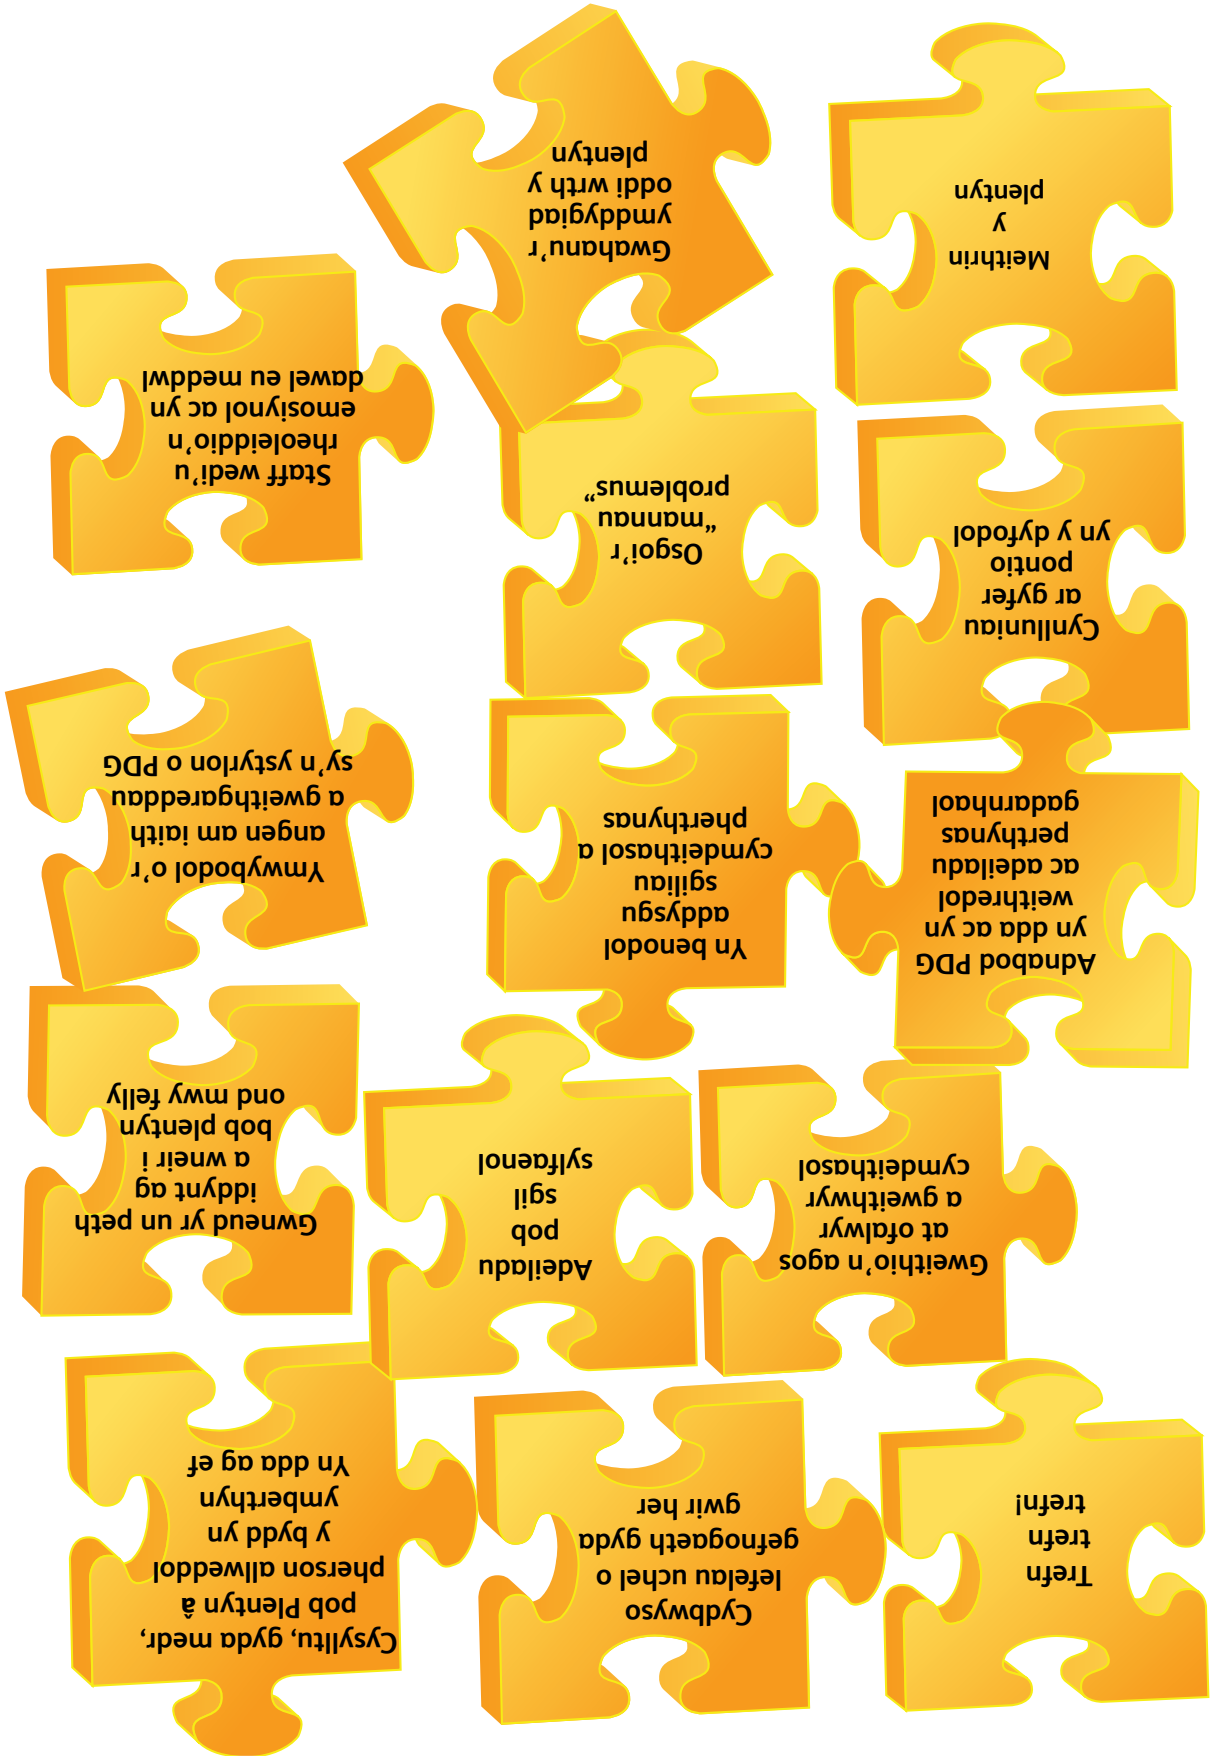 Trefn
trefn
trefn!
Cydbwyso
lefelau uchel o
gefnogaeth gyda
gwir her
Cysylltu, gyda medr,
pob Plentyn â
pherson allweddol
y bydd yn
ymberthyn
Yn dda ag ef
Gweithio’n agos
at ofalwyr
a gweithwyr
cymdeithasol
Adeiladu
pob
sgil
sylfaenol
Gwneud yr un peth
iddynt ag
a wneir i
bob plentyn
ond mwy felly
Adnabod PDG
yn dda ac yn
weithredol
ac adeiladu
perthynas
gadarnhaol
Yn benodol
addysgu
sgiliau
cymdeithasol a
pherthynas
Ymwybodol o’r
angen am iaith
a gweithgareddau
sy’n ystyrlon o PDG
Cynlluniau
ar gyfer
pontio
yn y dyfodol
Osgoi’r
“mannau
problemus”
Staff wedi’u
rheoleiddio’n
emosiynol ac yn
dawel eu meddwl
Meithrin
y
plentyn
Gwahanu’r
ymddygiad
oddi wrth y
plentyn